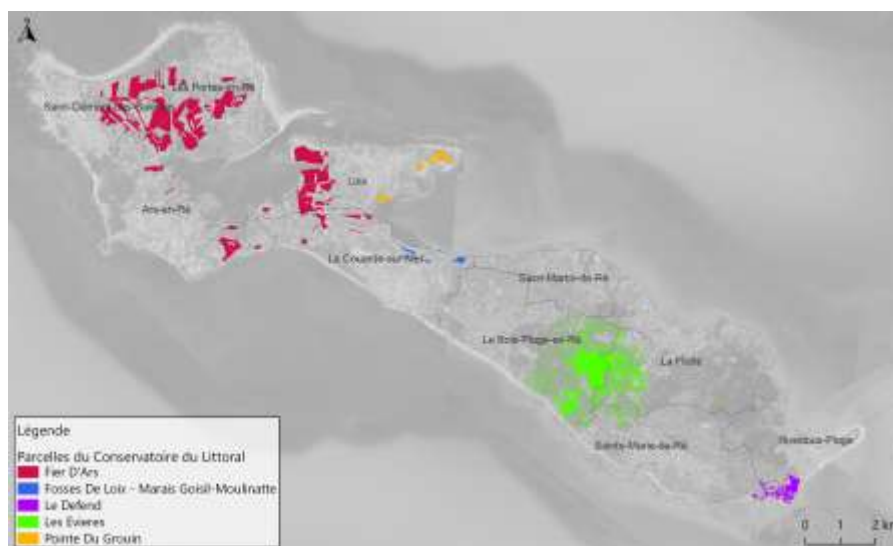 Les Portes-en-Ré
Saint-Clément-des-Baleines
Loix
Ars-en-Ré
La Couarde-sur-Mer
Saint-Martin-de-Ré
Le Bois-Plage-en-Ré
La Flotte
Sainte-Marie-de-Ré
Rivedoux-Plage
Légende
Parcelles du Conservatoire du Littoral
Fier D'Ars
Fosses De Loix - Marais Goisil-Moulinatte
Le Defend
Les Evieres
Pointe Du Grouin
0 1 2 km